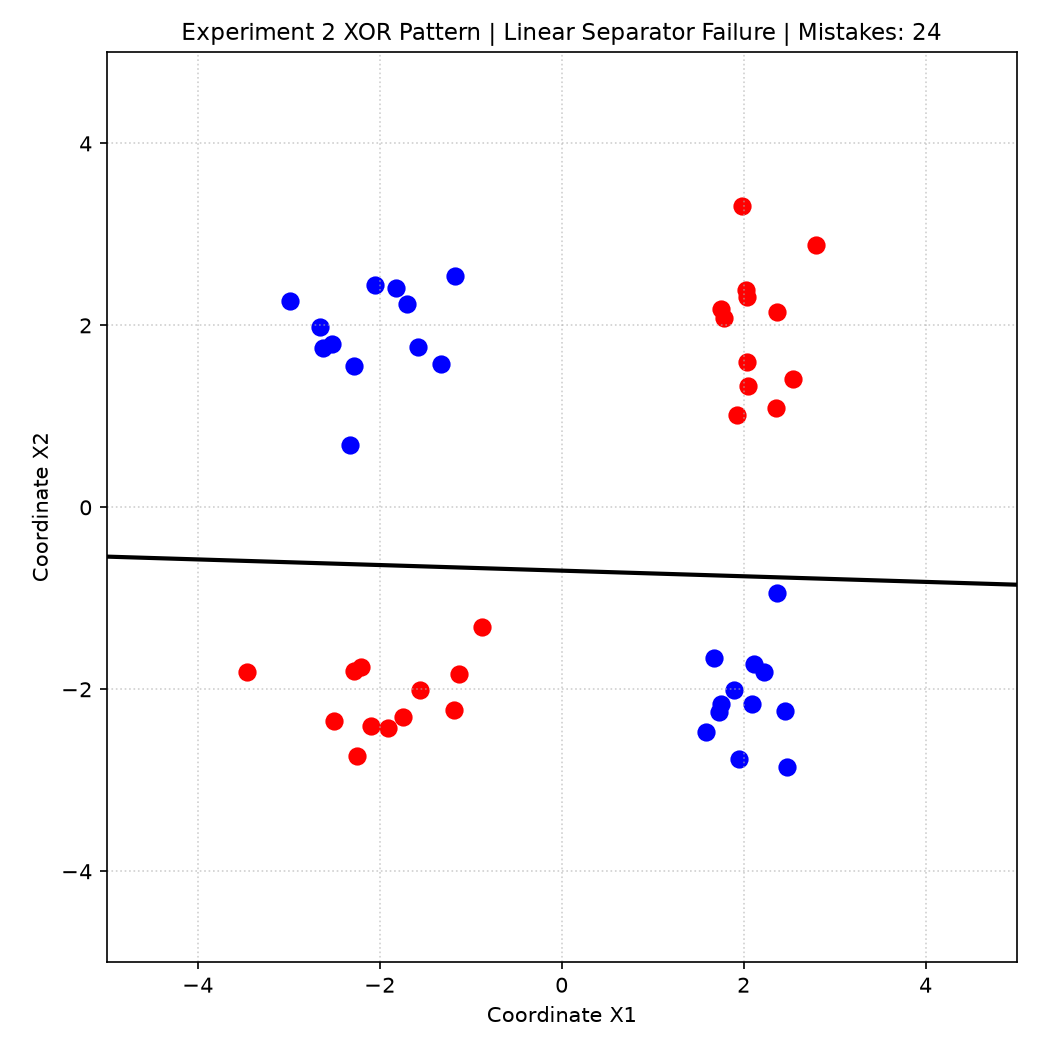 Experiment 2 XOR Pattern | Linear Separator Failure | Mistakes: 24
4
2
0
−2
−4
Coordinate X2
−4 −2 0 2 4
Coordinate X1